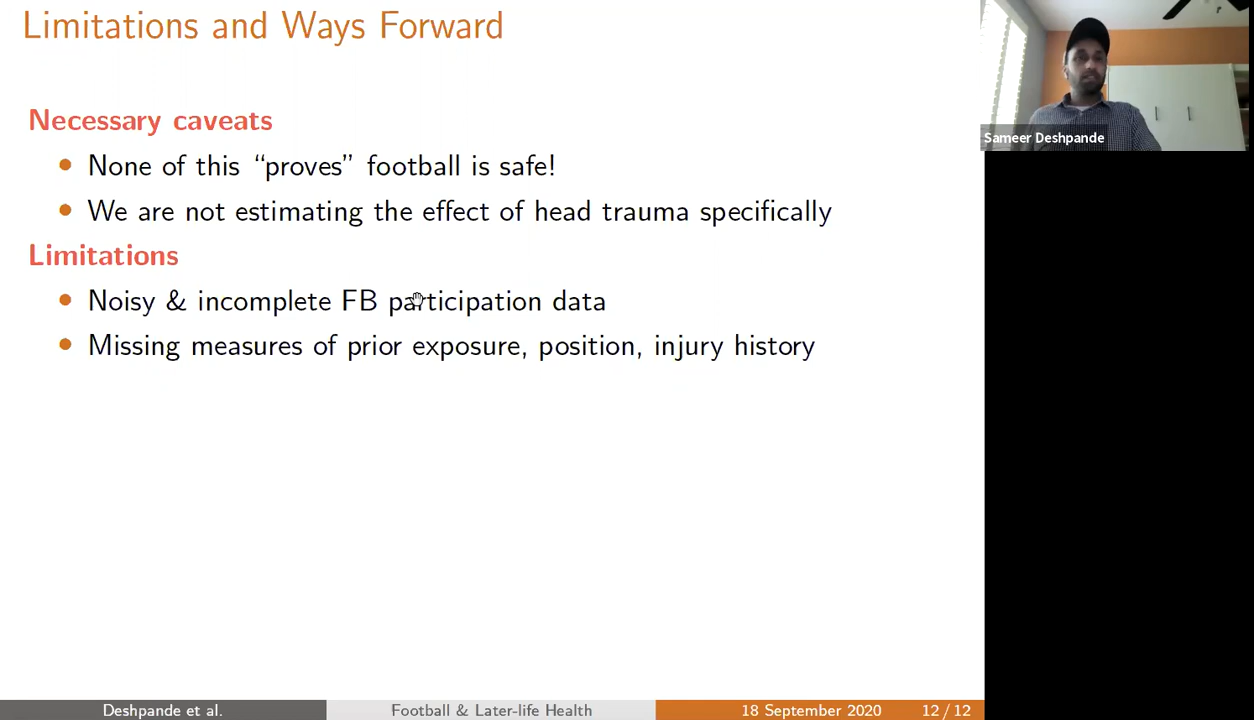 Limitations and Ways Forward
Necessary caveats
None of this “proves” football is safe!
We are not estimating the effect of head trauma specifically
Limitations
Noisy & incomplete FB participation data
Missing measures of prior exposure, position, injury history
Sameer Deshpande
Deshpande et al.
Football & Later-life Health
18 September 2020
12 / 12